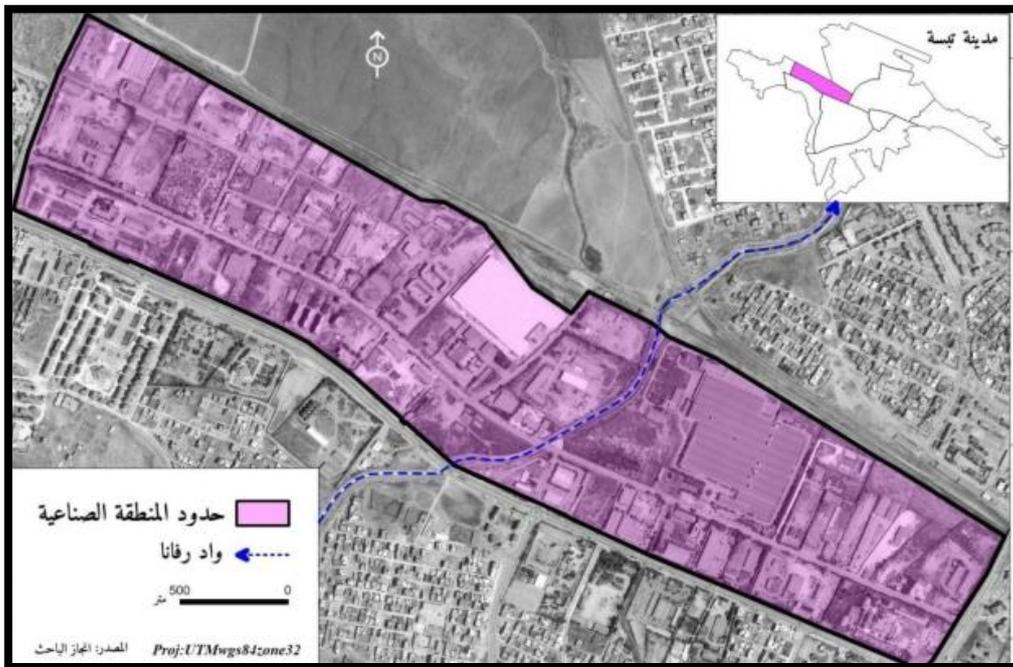 مدينة تبسة
N
حدود المنطقة الصناعية
واد رفانا
0 500 متر
المصدر: انجاز الباحث Proj:UTMwgs84zone32